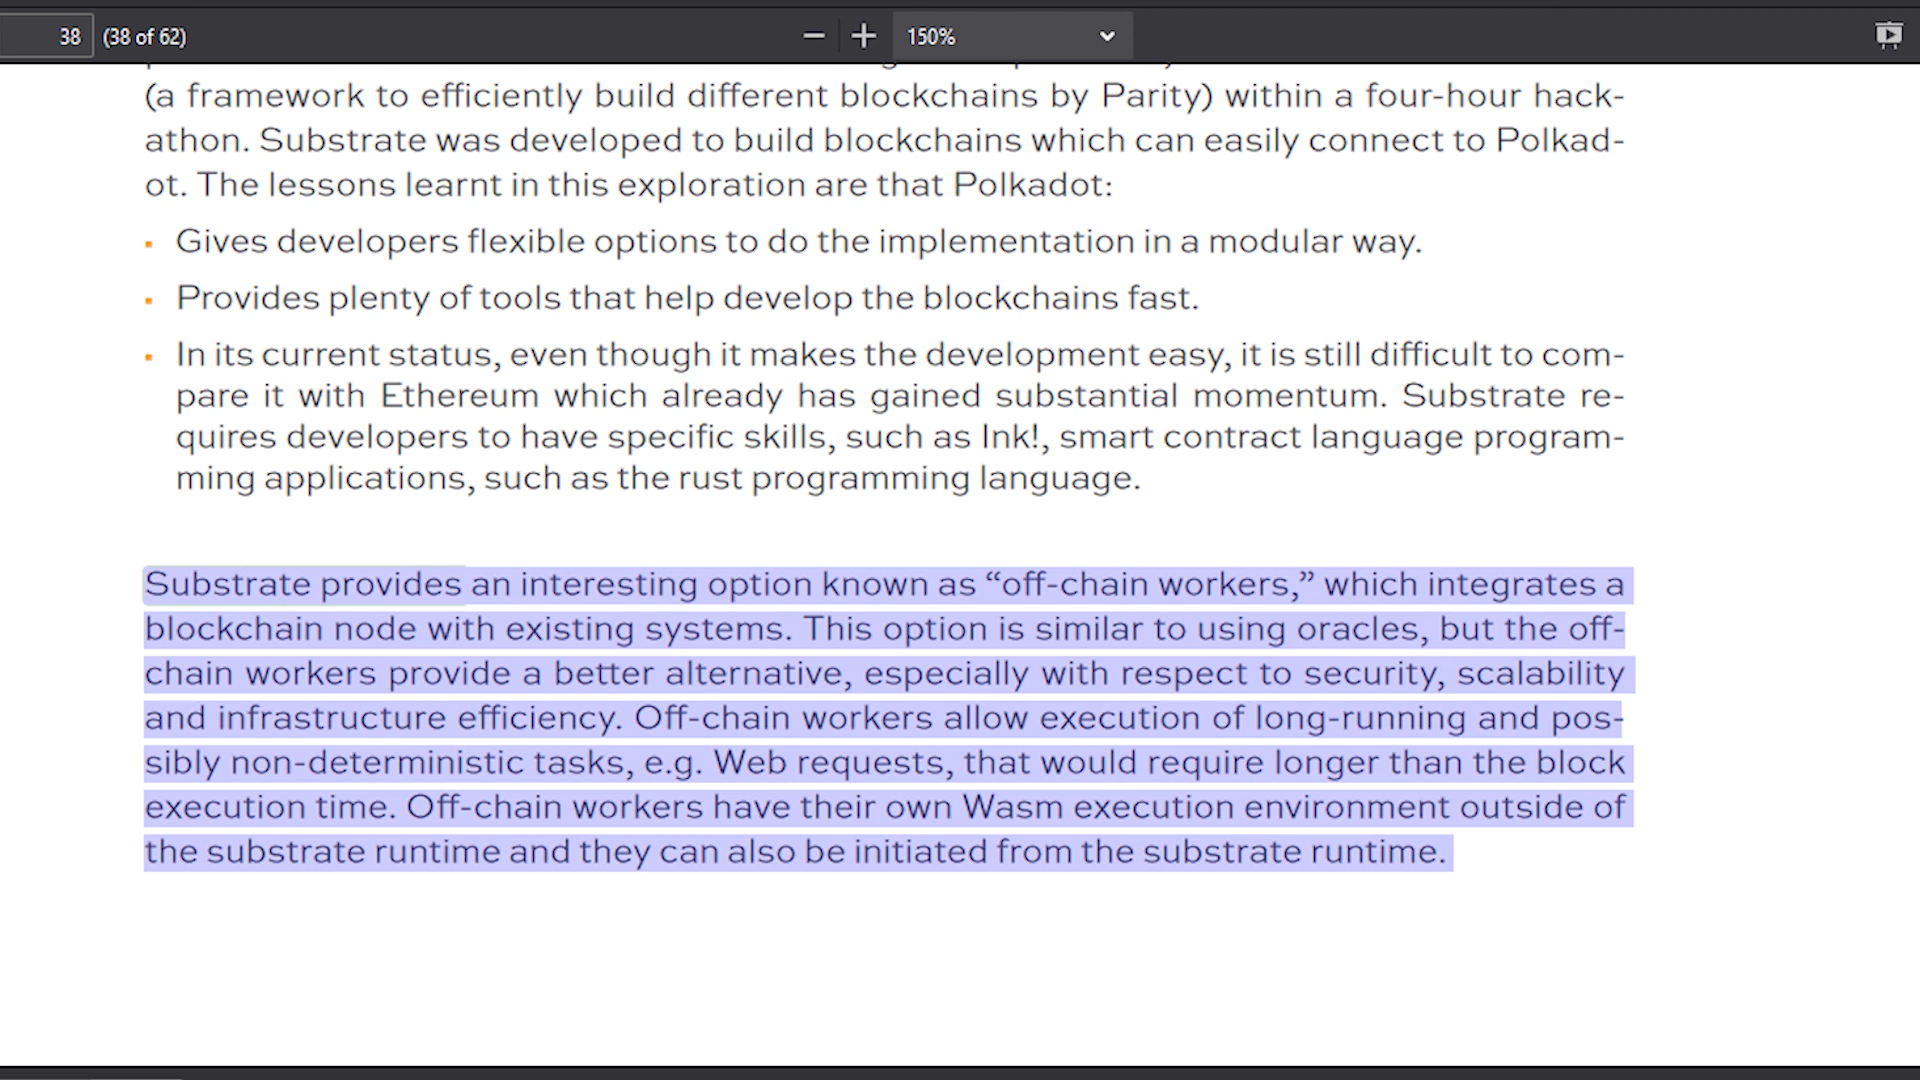 38 (38 of 62) 150%
(a framework to efficiently build different blockchains by Parity) within a four-hour hack-
athon. Substrate was developed to build blockchains which can easily connect to Polkad-
ot. The lessons learnt in this exploration are that Polkadot:
▪ Gives developers flexible options to do the implementation in a modular way.
▪ Provides plenty of tools that help develop the blockchains fast.
▪ In its current status, even though it makes the development easy, it is still difficult to com-
pare it with Ethereum which already has gained substantial momentum. Substrate re-
quires developers to have specific skills, such as Ink!, smart contract language program-
ming applications, such as the rust programming language.
Substrate provides an interesting option known as “off-chain workers,” which integrates a
blockchain node with existing systems. This option is similar to using oracles, but the off-
chain workers provide a better alternative, especially with respect to security, scalability
and infrastructure efficiency. Off-chain workers allow execution of long-running and pos-
sibly non-deterministic tasks, e.g. Web requests, that would require longer than the block
execution time. Off-chain workers have their own Wasm execution environment outside of
the substrate runtime and they can also be initiated from the substrate runtime.